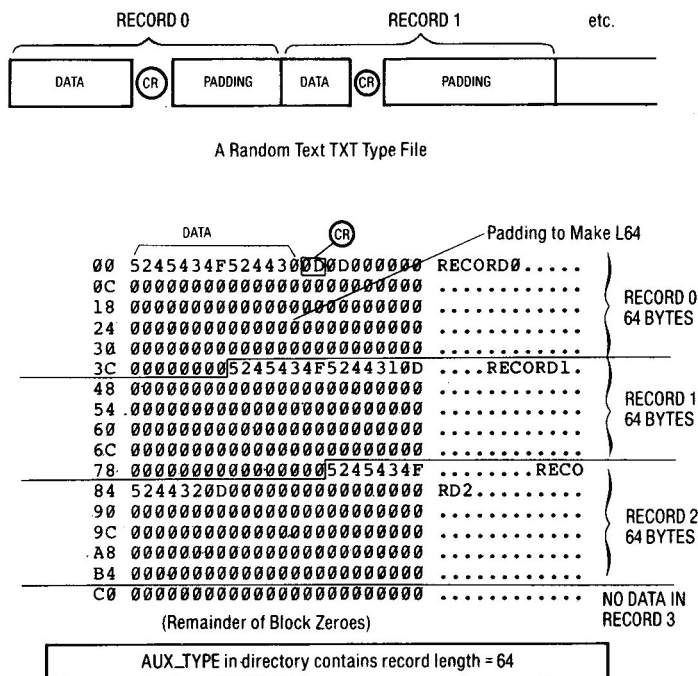 RECORD 0 RECORD 1 etc.
DATA CR PADDING DATA CR PADDING
A Random Text TXT Type File
DATA CR Padding to Make L64
00 5245434F5244300D0D000000 RECORD0.....
0C 000000000000000000000000 ............
18 000000000000000000000000 ............
24 000000000000000000000000 ............
30 000000000000000000000000 ............
3C 000000005245434F5244310D ....RECORD1.
48 000000000000000000000000 ............
54 000000000000000000000000 ............
60 000000000000000000000000 ............
6C 000000000000000000000000 ............
78 00000000000000005245434F ........RECO
84 5244320D0000000000000000 RD2.........
90 000000000000000000000000 ............
9C 000000000000000000000000 ............
A8 000000000000000000000000 ............
B4 000000000000000000000000 ............
C0 000000000000000000000000 ............
RECORD 0
64 BYTES
RECORD 1
64 BYTES
RECORD 2
64 BYTES
NO DATA IN
RECORD 3
(Remainder of Block Zeroes)
AUX_TYPE in directory contains record length = 64